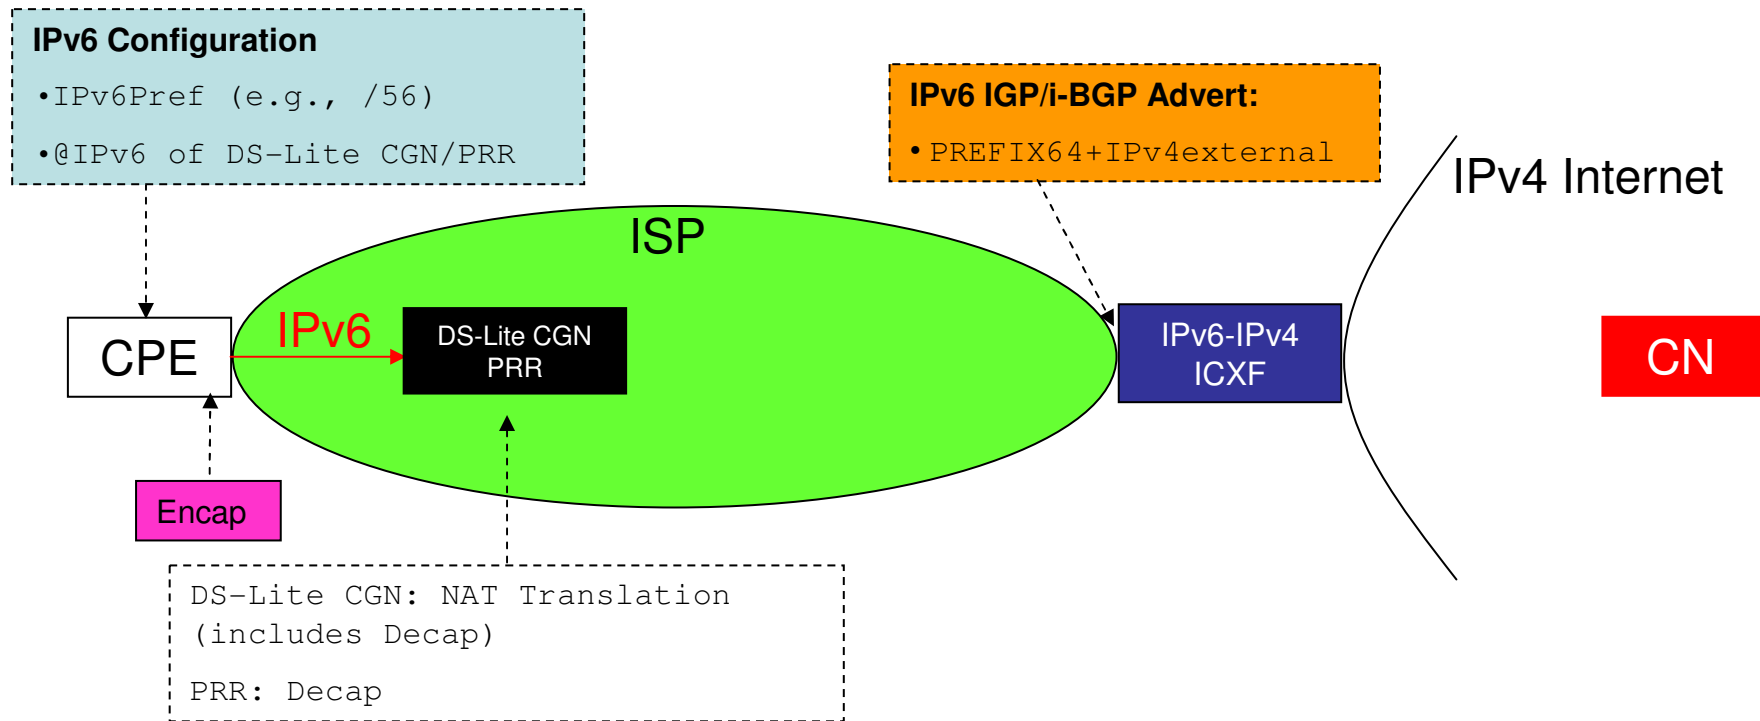 IPv6 Configuration
•IPv6Pref (e.g., /56)
•@IPv6 of DS-Lite CGN/PRR
IPv6 IGP/i-BGP Advert:
• PREFIX64+IPv4external
IPv4 Internet
ISP
CPE
IPv6
DS-Lite CGN
PRR
IPv6-IPv4
ICXF
CN
Encap
DS-Lite CGN: NAT Translation
(includes Decap)
PRR: Decap